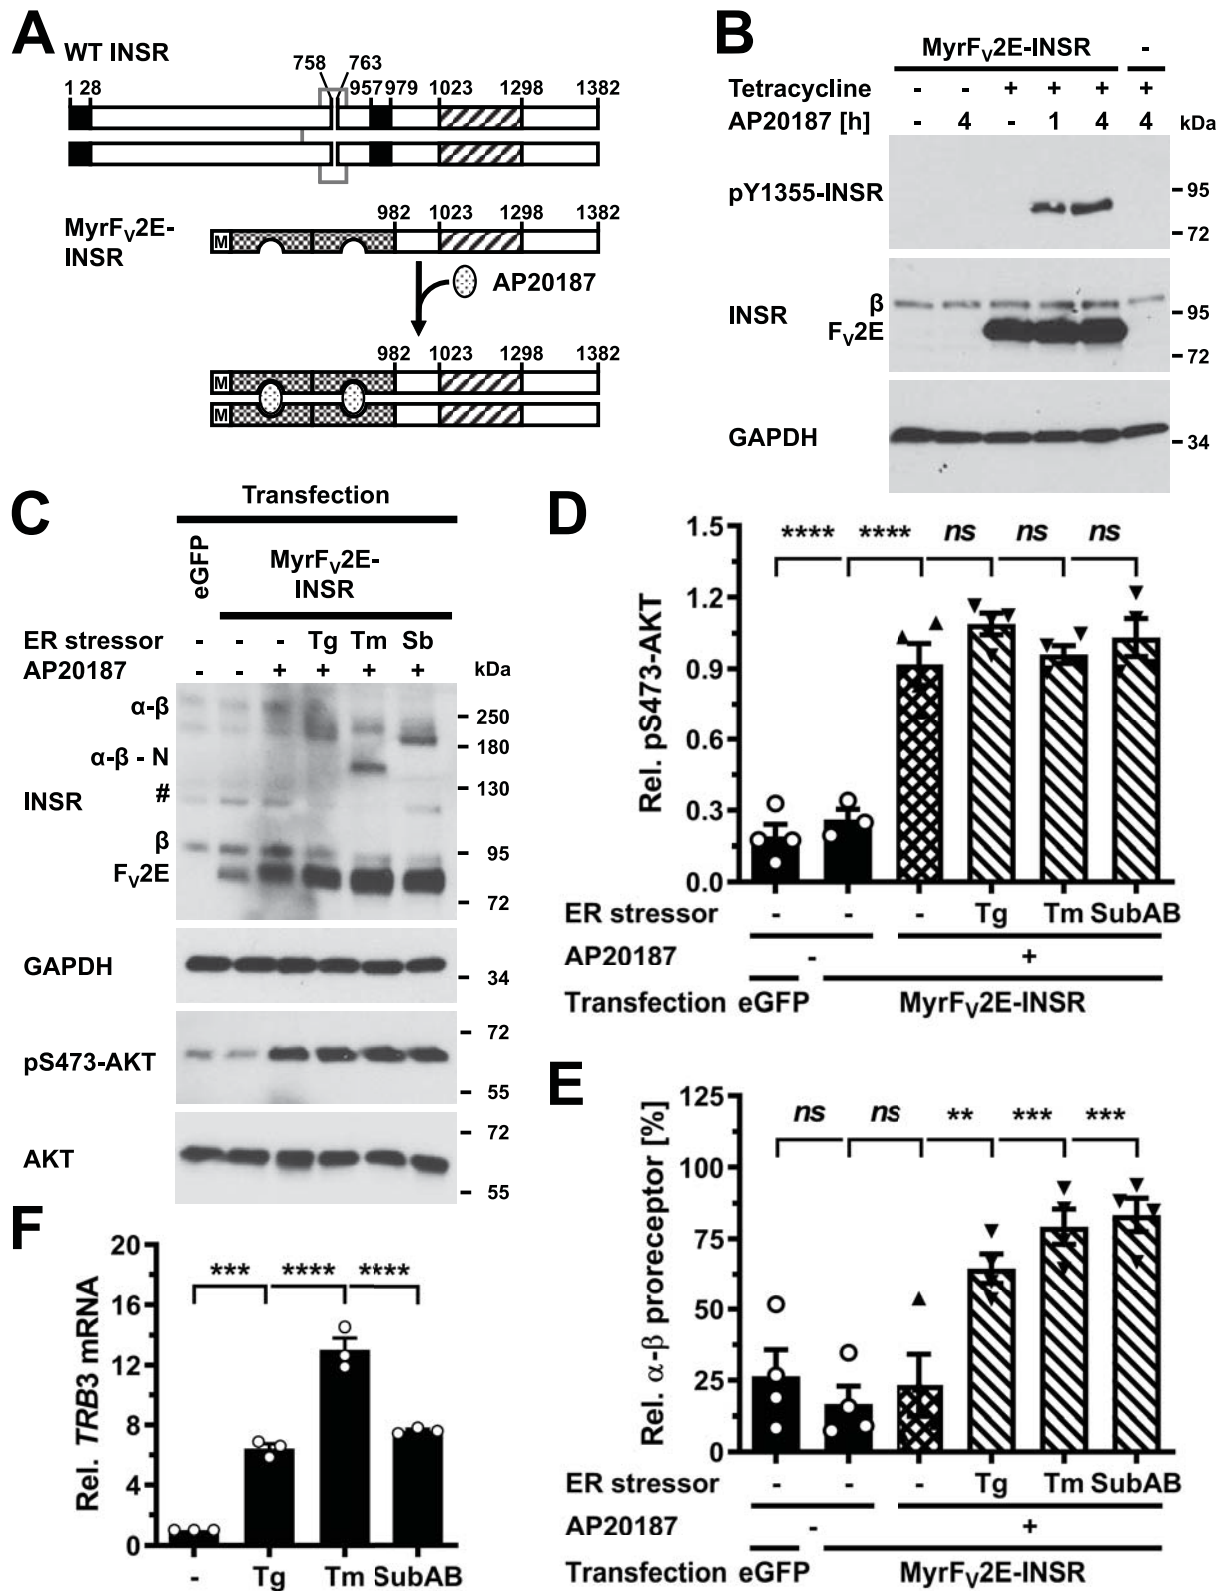 A
WT INSR
758 763
1 28 957 979 1023 1298 1382
MyrFV2E-
INSR
982 1023 1298 1382
M
AP20187
982 1023 1298 1382
M
M
B
MyrFV2E-INSR -
Tetracycline - - + + + +
AP20187 [h] - 4 - 1 4 4 kDa
pY1355-INSR
95
72
INSR
β
FV2E
95
72
GAPDH
34
C
Transfection
eGFP
MyrFV2E-
INSR
ER stressor - - - Tg Tm Sb
AP20187 - - + + + + kDa
α-β
250
180
α-β - N
130
#
INSR
β
95
FV2E
72
GAPDH
34
pS473-AKT
72
55
AKT
72
55
D
Rel. pS473-AKT
1.5
1.2
0.9
0.6
0.3
0.0
**** **** ns ns ns
ER stressor - - - Tg Tm SubAB
AP20187 - +
Transfection eGFP MyrFV2E-INSR
E
Rel. α-β proreceptor [%]
125
100
75
50
25
0
ns ns ** *** ***
ER stressor - - - Tg Tm SubAB
AP20187 - +
Transfection eGFP MyrFV2E-INSR
F
Rel. TRB3 mRNA
20
16
12
8
4
0
*** **** ****
- Tg Tm SubAB